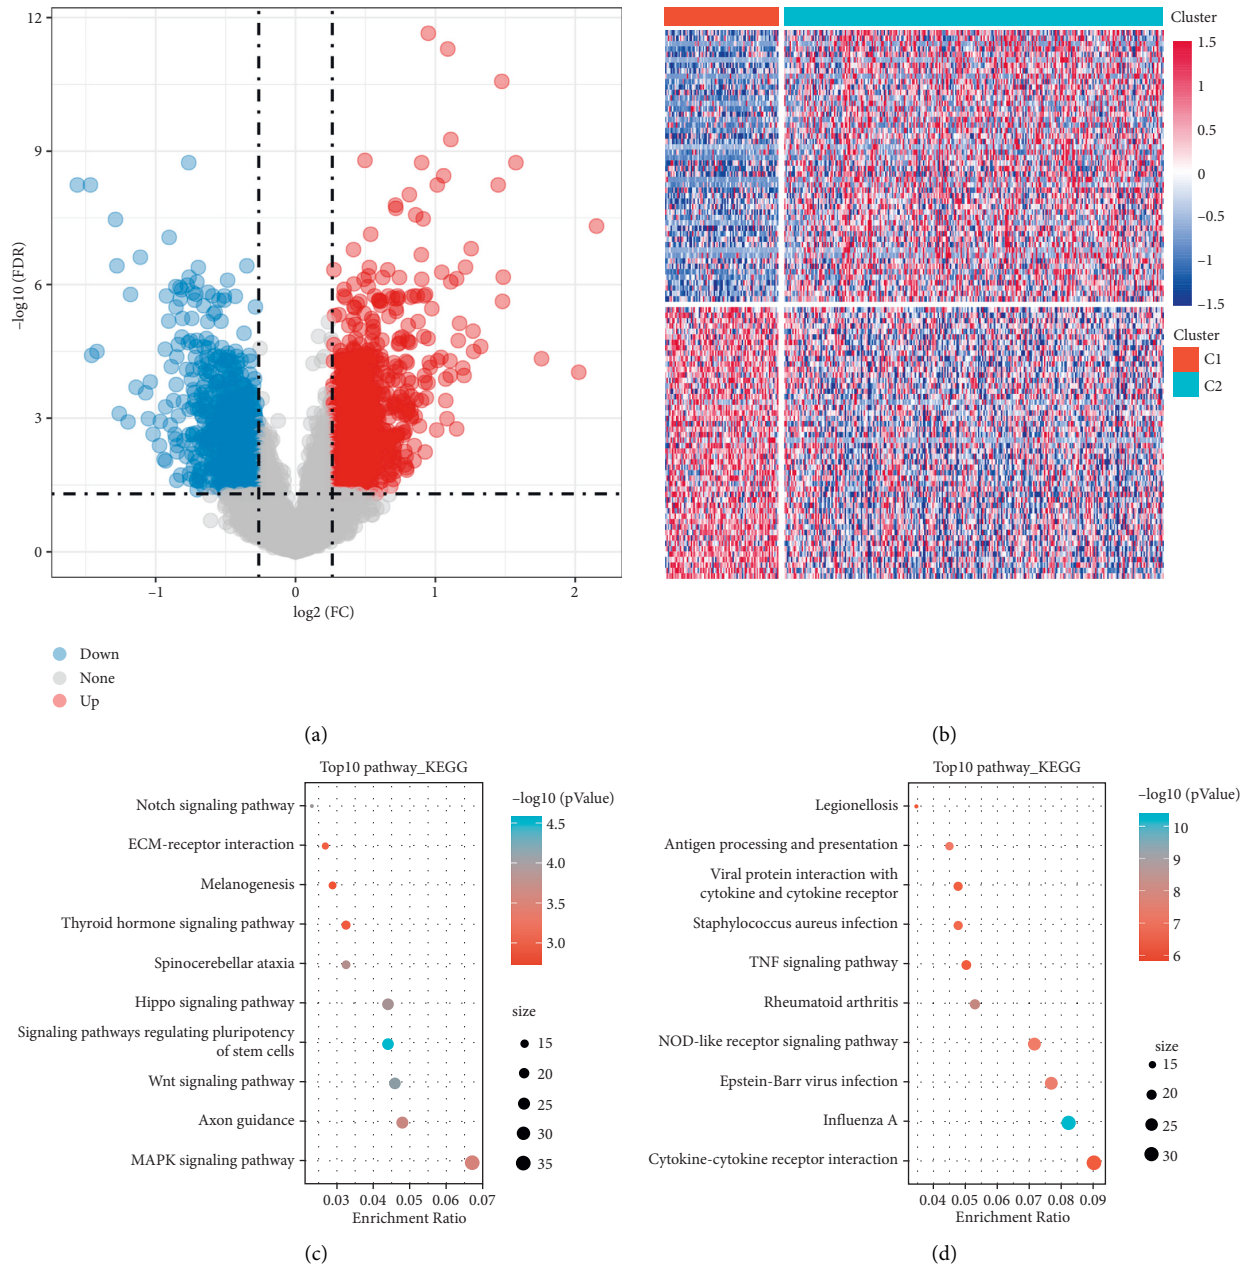 12
9
6
3
0
–log10 (FDR)
–1
0
1
2
log2 (FC)
Down
None
Up
(a)
Cluster
1.5
1
0.5
0
–0.5
–1
–1.5
Cluster
C1
C2
(b)
Top10 pathway_KEGG
Notch signaling pathway
ECM-receptor interaction
Melanogenesis
Thyroid hormone signaling pathway
Spinocerebellar ataxia
Hippo signaling pathway
Signaling pathways regulating pluripotency
of stem cells
Wnt signaling pathway
Axon guidance
MAPK signaling pathway
0.03 0.04 0.05 0.06 0.07
Enrichment Ratio
–log10 (pValue)
4.5
4.0
3.5
3.0
size
15
20
25
30
35
(c)
Top10 pathway_KEGG
Legionellosis
Antigen processing and presentation
Viral protein interaction with
cytokine and cytokine receptor
Staphylococcus aureus infection
TNF signaling pathway
Rheumatoid arthritis
NOD-like receptor signaling pathway
Epstein-Barr virus infection
Influenza A
Cytokine-cytokine receptor interaction
0.04 0.05 0.06 0.07 0.08 0.09
Enrichment Ratio
–log10 (pValue)
10
9
8
7
6
size
15
20
25
30
(d)